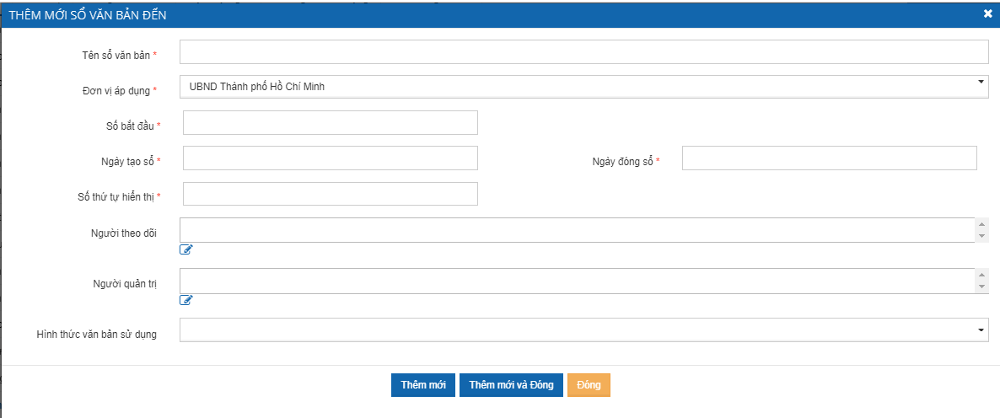 THÊM MỚI SỔ VĂN BẢN ĐẾN
Tên sổ văn bản *
Đơn vị áp dụng *
UBND Thành phố Hồ Chí Minh
Số bắt đầu *
Ngày tạo sổ *
Ngày đóng sổ *
Số thứ tự hiển thị *
Người theo dõi
Người quản trị
Hình thức văn bản sử dụng
Thêm mới
Thêm mới và Đóng
Đóng